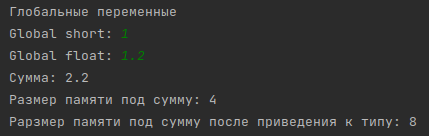 Глобальные переменные
Global short: 1
Global float: 1.2
Сумма: 2.2
Размер памяти под сумму: 4
Рарзмер памяти под сумму после приведения к типу: 8